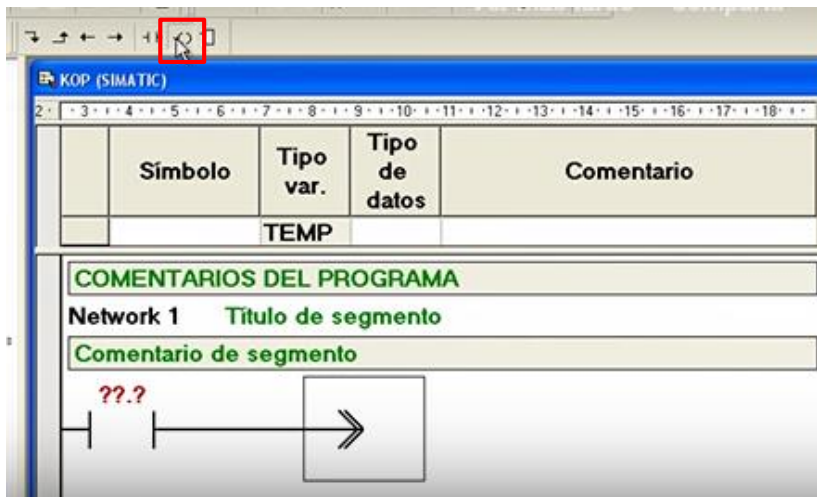 KOP (SIMATIC)
2 · · 3 · ı · 4 · ı · 5 · ı · 6 · ı · 7 · ı · 8 · ı · 9 · ı · 10 · ı · 11 · ı · 12 · ı · 13 · ı · 14 · ı · 15 · ı · 16 · ı · 17 · ı · 18 · ı ·
Símbolo Tipo var. Tipo de datos Comentario
TEMP
COMENTARIOS DEL PROGRAMA
Network 1 Título de segmento
Comentario de segmento
??.?